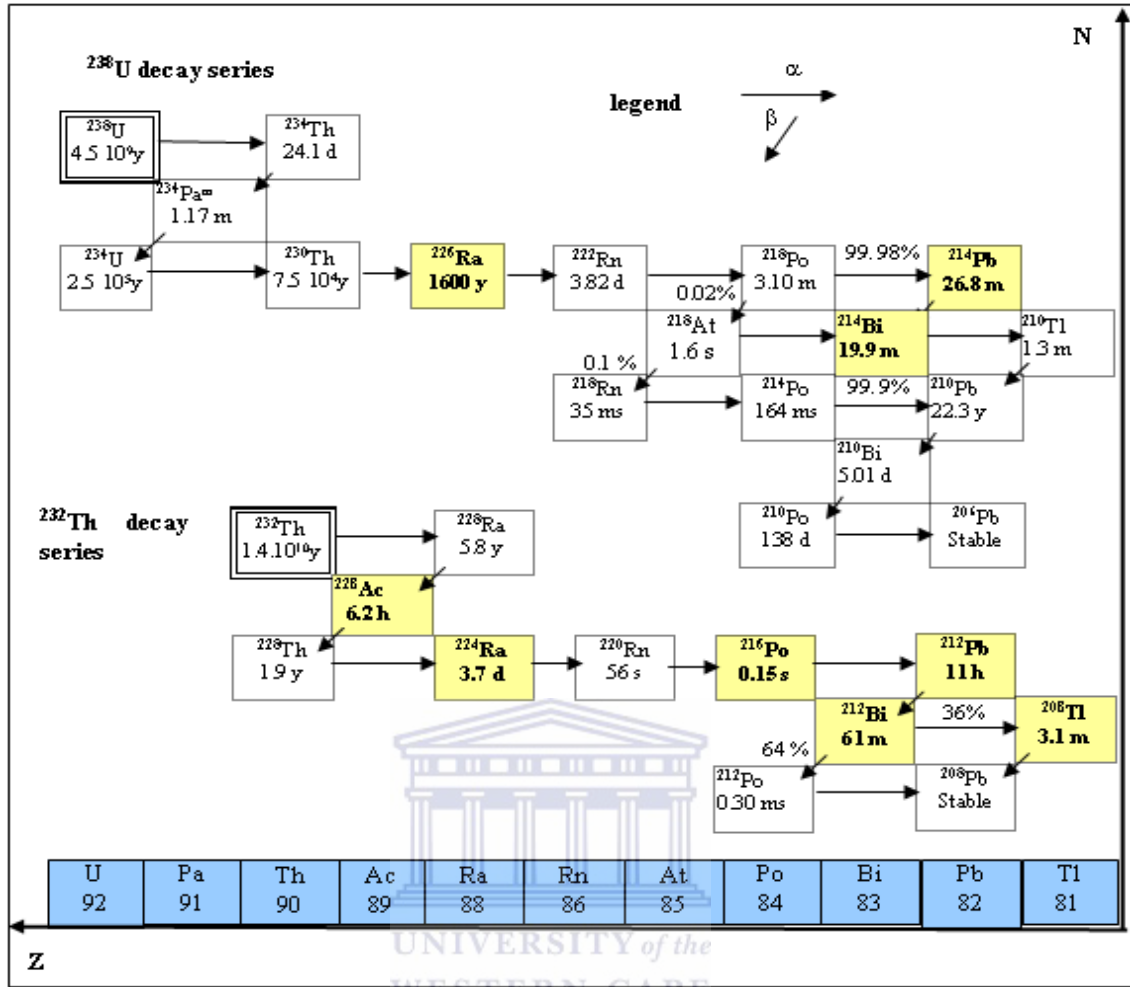 N
²³⁸U decay series
α
legend
β
²³⁸U
4.5 10⁹y
²³⁴Th
24.1 d
²³⁴Paᵐ
1.17 m
²³⁴U
2.5 10⁵y
²³⁰Th
7.5 10⁴y
²²⁶Ra
1600 y
²²²Rn
3.82 d
²¹⁸Po
3.10 m
99.98%
²¹⁴Pb
26.8 m
0.02%
²¹⁸At
1.6 s
²¹⁴Bi
19.9 m
²¹⁰Tl
1.3 m
0.1 %
²¹⁸Rn
35 ms
²¹⁴Po
164 ms
99.9%
²¹⁰Pb
22.3 y
²¹⁰Bi
5.01 d
²¹⁰Po
138 d
²⁰⁶Pb
Stable
²³²Th decay
series
²³²Th
1.4.10¹⁰y
²²⁸Ra
5.8 y
²²⁸Ac
6.2 h
²²⁸Th
1.9 y
²²⁴Ra
3.7 d
²²⁰Rn
56 s
²¹⁶Po
0.15 s
²¹²Pb
11 h
²¹²Bi
61 m
36%
²⁰⁸Tl
3.1 m
64 %
²¹²Po
0.30 ms
²⁰⁸Pb
Stable
U Pa Th Ac Ra Rn At Po Bi Pb Tl
92 91 90 89 88 86 85 84 83 82 81
Z
UNIVERSITY of the
WESTERN CAPE